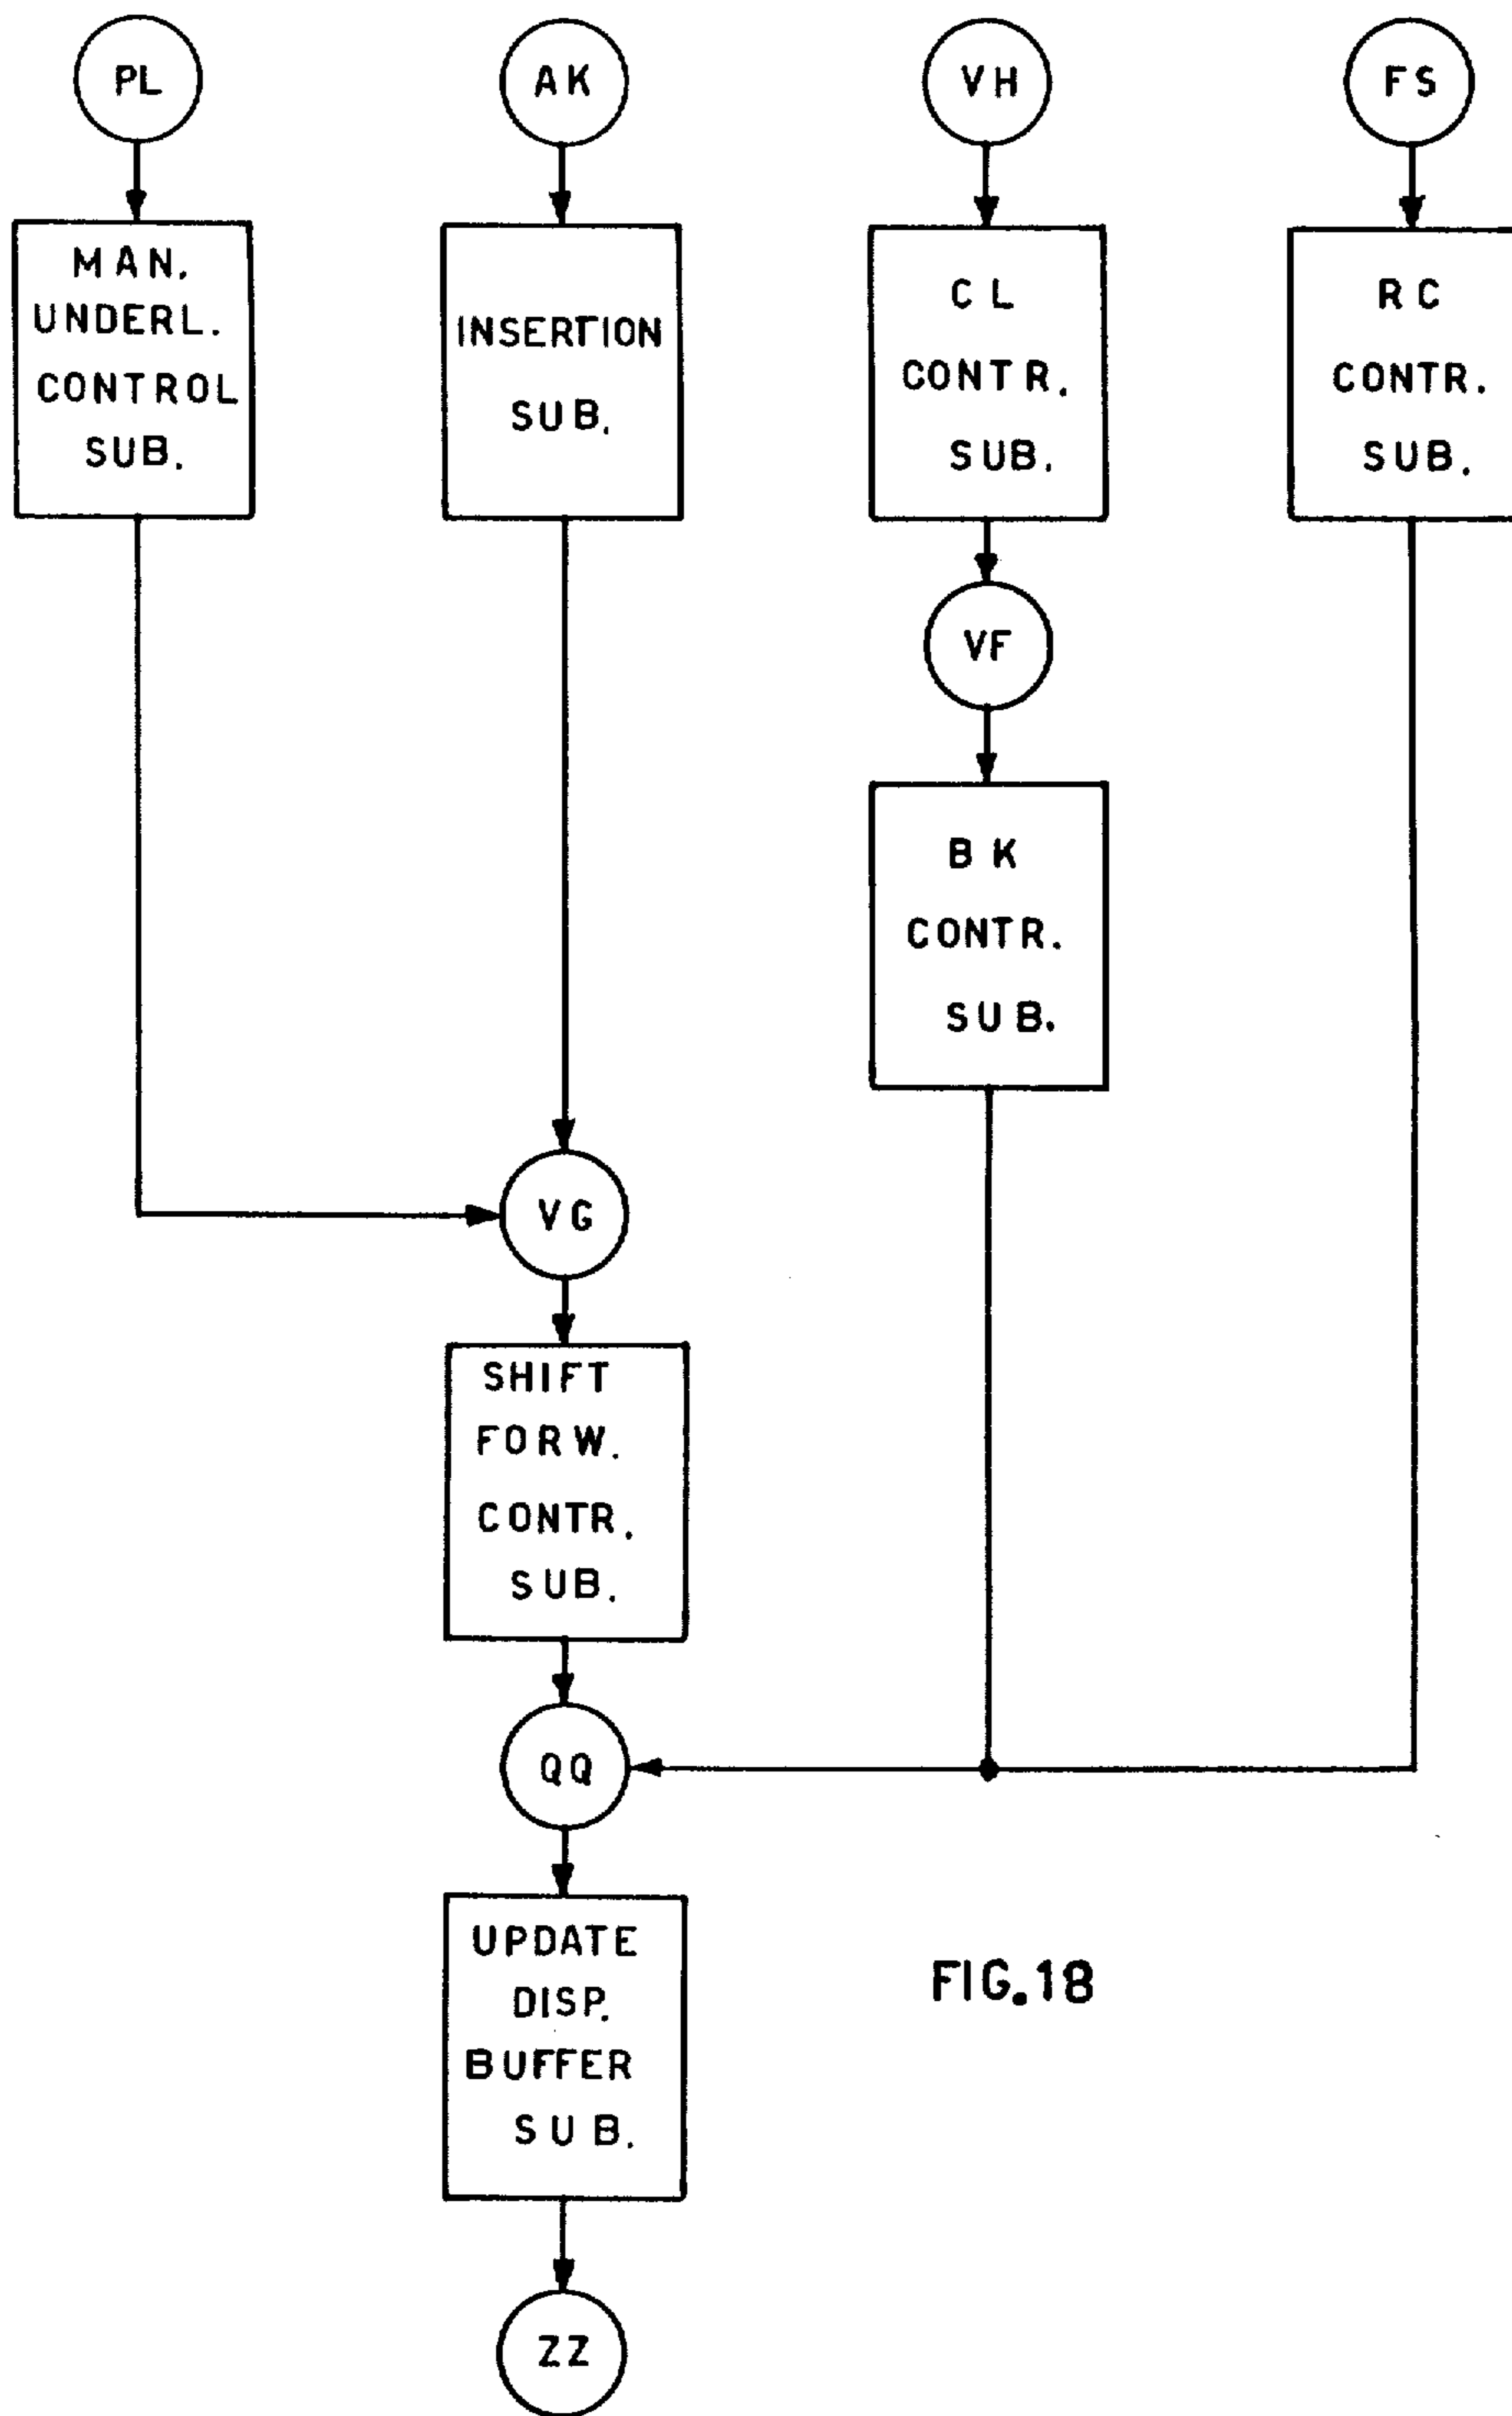 PL
AK
VH
FS
MAN.
UNDERL.
CONTROL
SUB.
INSERTION
SUB.
CL
CONTR.
SUB.
RC
CONTR.
SUB.
VF
BK
CONTR.
SUB.
VG
SHIFT
FORW.
CONTR.
SUB.
QQ
UPDATE
DISP.
BUFFER
SUB.
FIG.18
ZZ